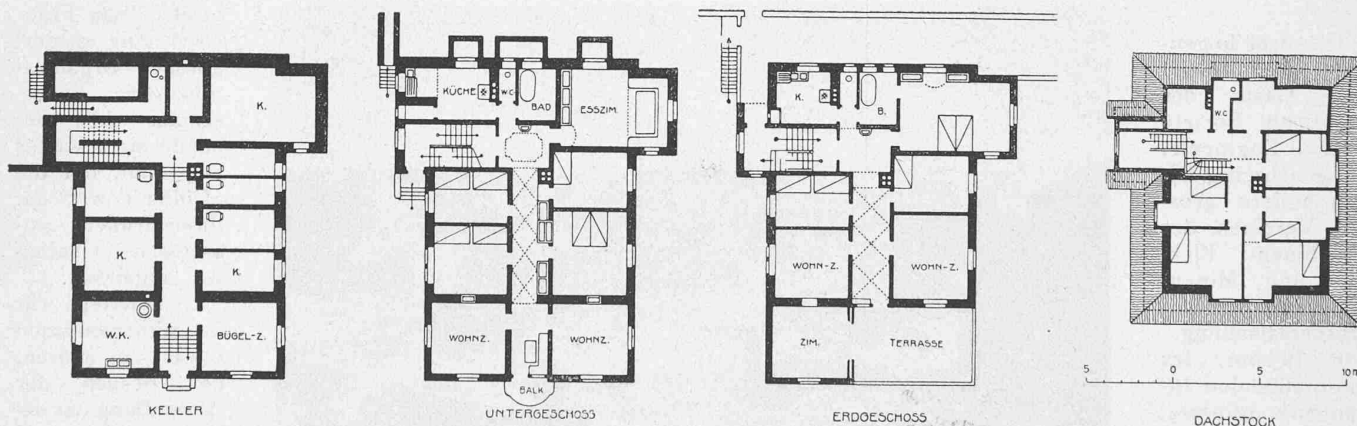 K.
K.
K.
W.K.
BÜGEL-Z.
KELLER
KÜCHE
WC
BAD
ESSZIM.
WOHNZ.
WOHNZ.
BALK
UNTERGESCHOSS
K.
B.
WOHN-Z.
WOHN-Z.
ZIM.
TERRASSE
ERDGESCHOSS
WC
5 0 5 10 m
DACHSTOCK